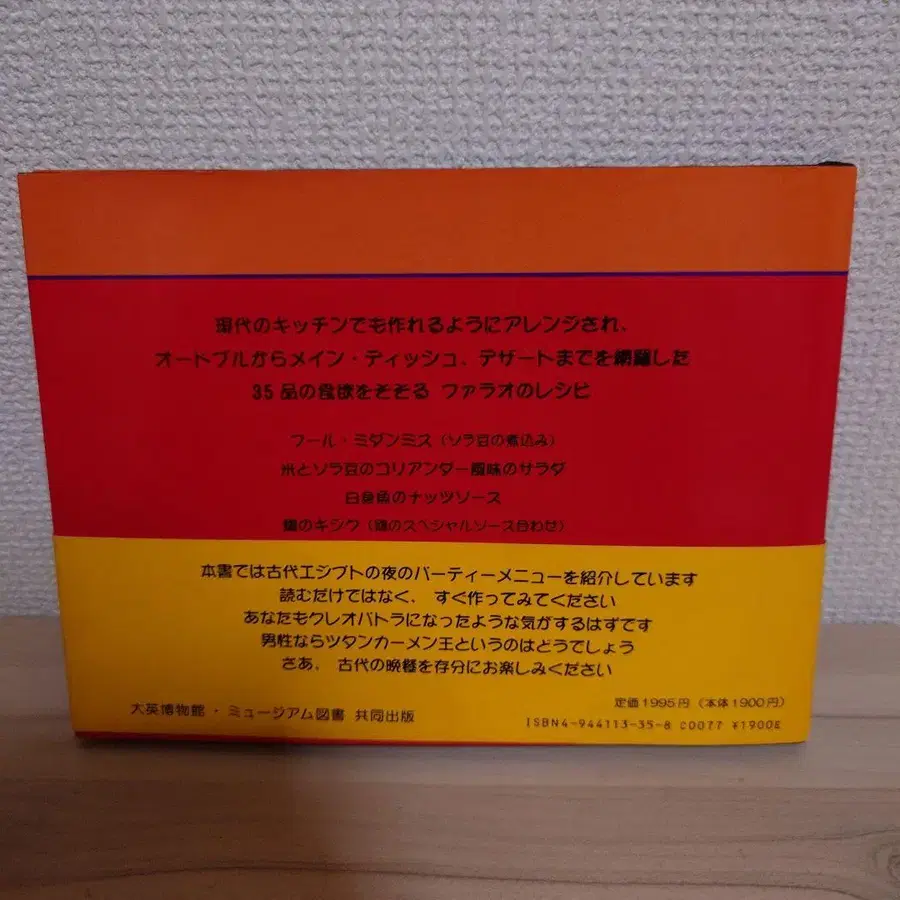 現代のキッチンでも作れるようにアレンジされ、
オードブルからメイン・ディッシュ、デザートまでを網羅した
35品の食欲をそそる ファラオのレシピ
フール・ミダンミス（ソラ豆の煮込み）
米とソラ豆のコリアンダー風味のサラダ
白身魚のナッツソース
のキシク（のスペシャルソース合わせ）
本書では古代エジプトの夜のパーティーメニューを紹介しています
読むだけではなく、すぐ作ってみてください
あなたもクレオパトラになったような気がするはずです
男性ならツタンカーメン王というのはどうでしょう
さあ、古代の晩餐を存分にお楽しみください
定価1995円（本体1900円）
大英博物館・ミュージアム図書 共同出版
ISBN4-944113-35-8 C0077 ¥1900E